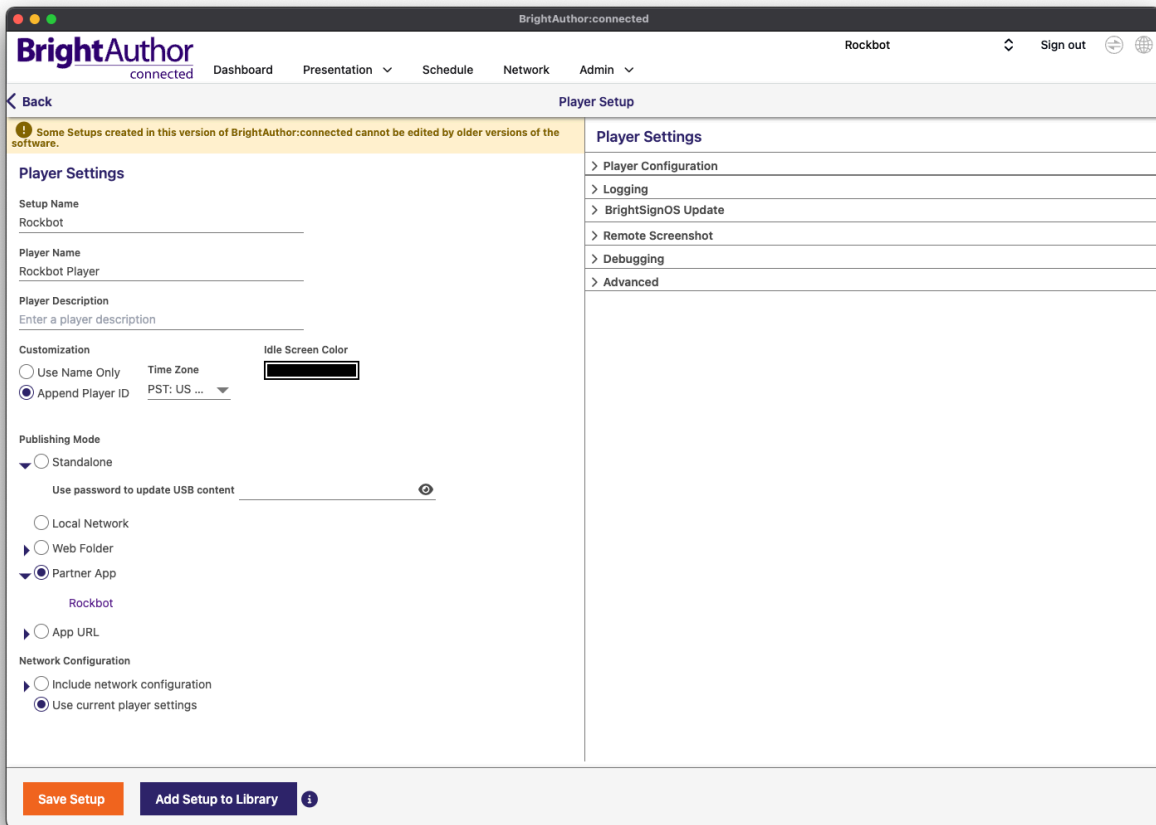 BrightAuthor:connected
BrightAuthor
connected
Dashboard
Presentation
Schedule
Network
Admin
Rockbot
Sign out
Back
Player Setup
Some Setups created in this version of BrightAuthor:connected cannot be edited by older versions of the
software.
Player Settings
Setup Name
Rockbot
Player Name
Rockbot Player
Player Description
Enter a player description
Customization
Use Name Only
Append Player ID
Time Zone
PST: US ...
Idle Screen Color
Publishing Mode
Standalone
Use password to update USB content
Local Network
Web Folder
Partner App
Rockbot
App URL
Network Configuration
Include network configuration
Use current player settings
Player Settings
Player Configuration
Logging
BrightSignOS Update
Remote Screenshot
Debugging
Advanced
Save Setup
Add Setup to Library